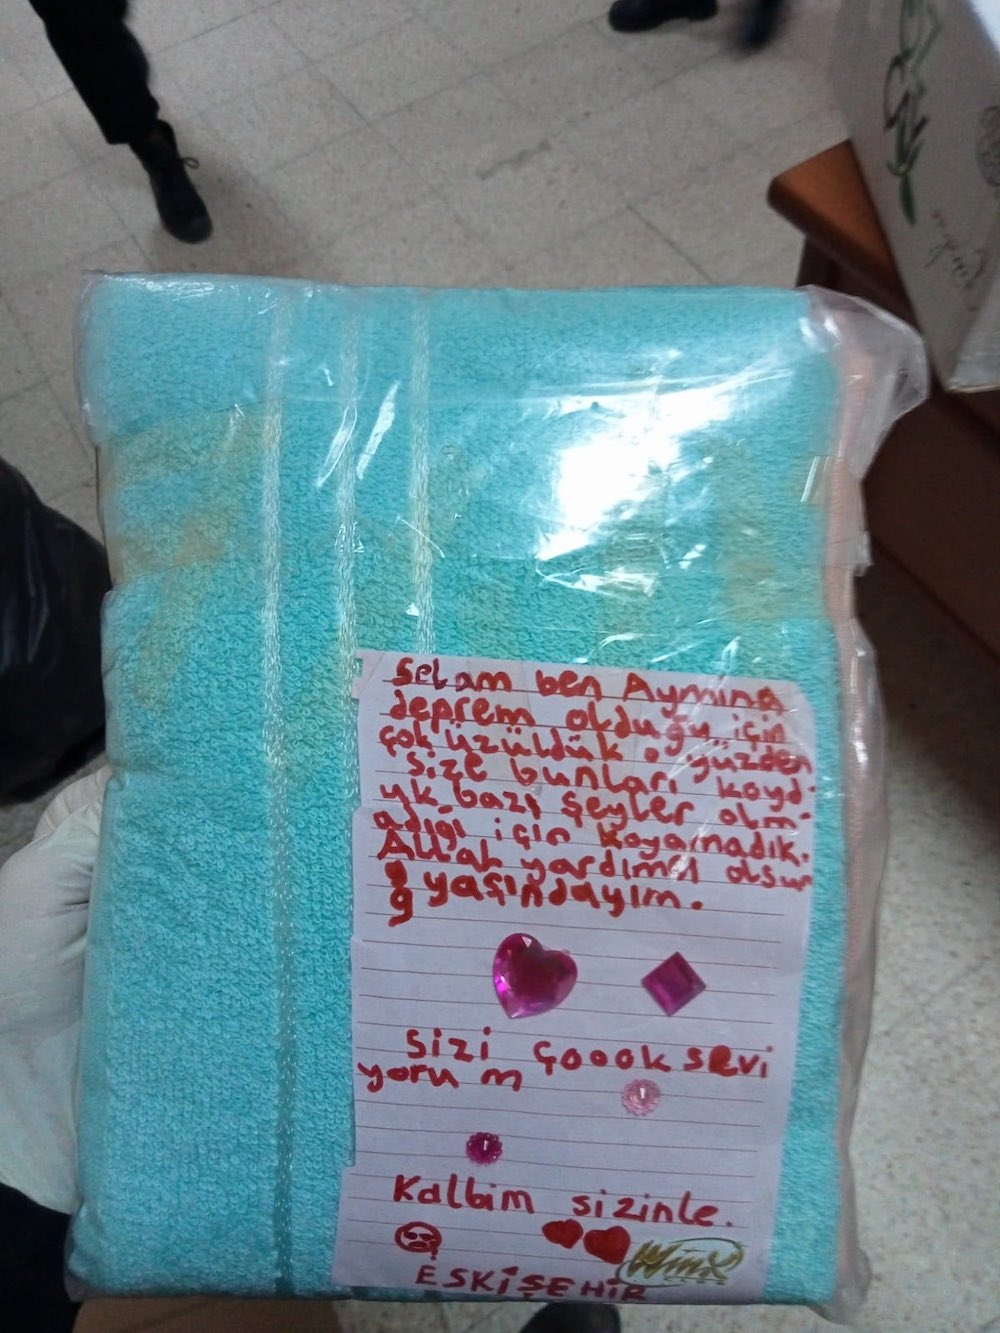 Selam ben Aymina
deprem olduğu için
çok üzüldük o yüzden
size bunları koyd
uk bazı şeyler olm
adığı için koyamadık.
Allah yardımcı olsun
9 yaşındayım.
Sizi çoook sevi
yorum
Kalbim sizinle.
Winx
CLUB
ESKİŞEHİR